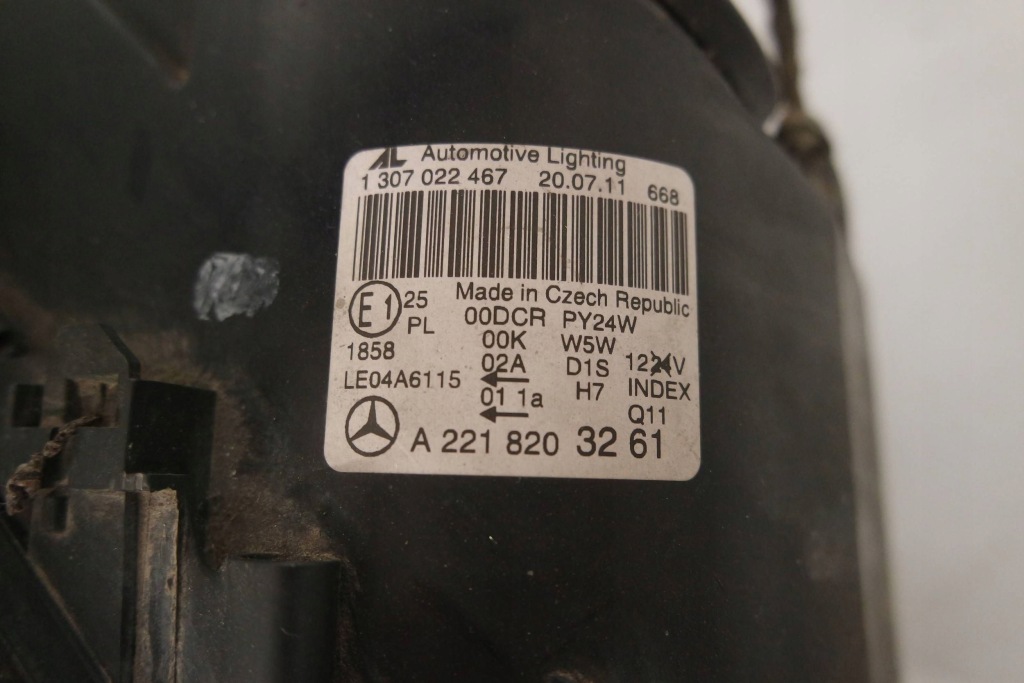 AL Automotive Lighting
1 307 022 467 20.07.11 668
Made in Czech Republic
E1 25 00DCR PY24W
PL 00K W5W
1858 02A D1S 1224V
LE04A6115 01 1a H7 INDEX
Q11
A 221 820 32 61